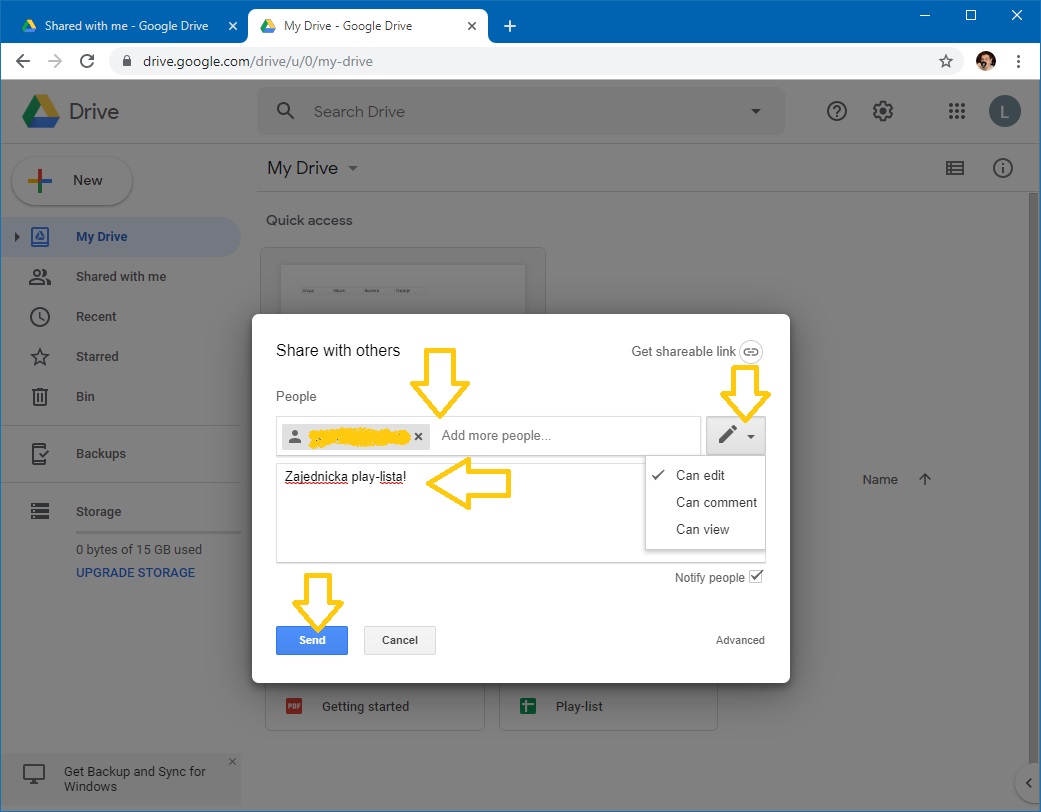 Shared with me - Google Drive
My Drive - Google Drive
drive.google.com/drive/u/0/my-drive
Drive
Search Drive
L
New
My Drive
Quick access
My Drive
Shared with me
Recent
Starred
Bin
Backups
Storage
0 bytes of 15 GB used
UPGRADE STORAGE
Name
Share with others
Get shareable link
People
Add more people...
Zajednicka play-lista!
Can edit
Can comment
Can view
Notify people
Send
Cancel
Advanced
PDF
Getting started
Play-list
Get Backup and Sync for
Windows